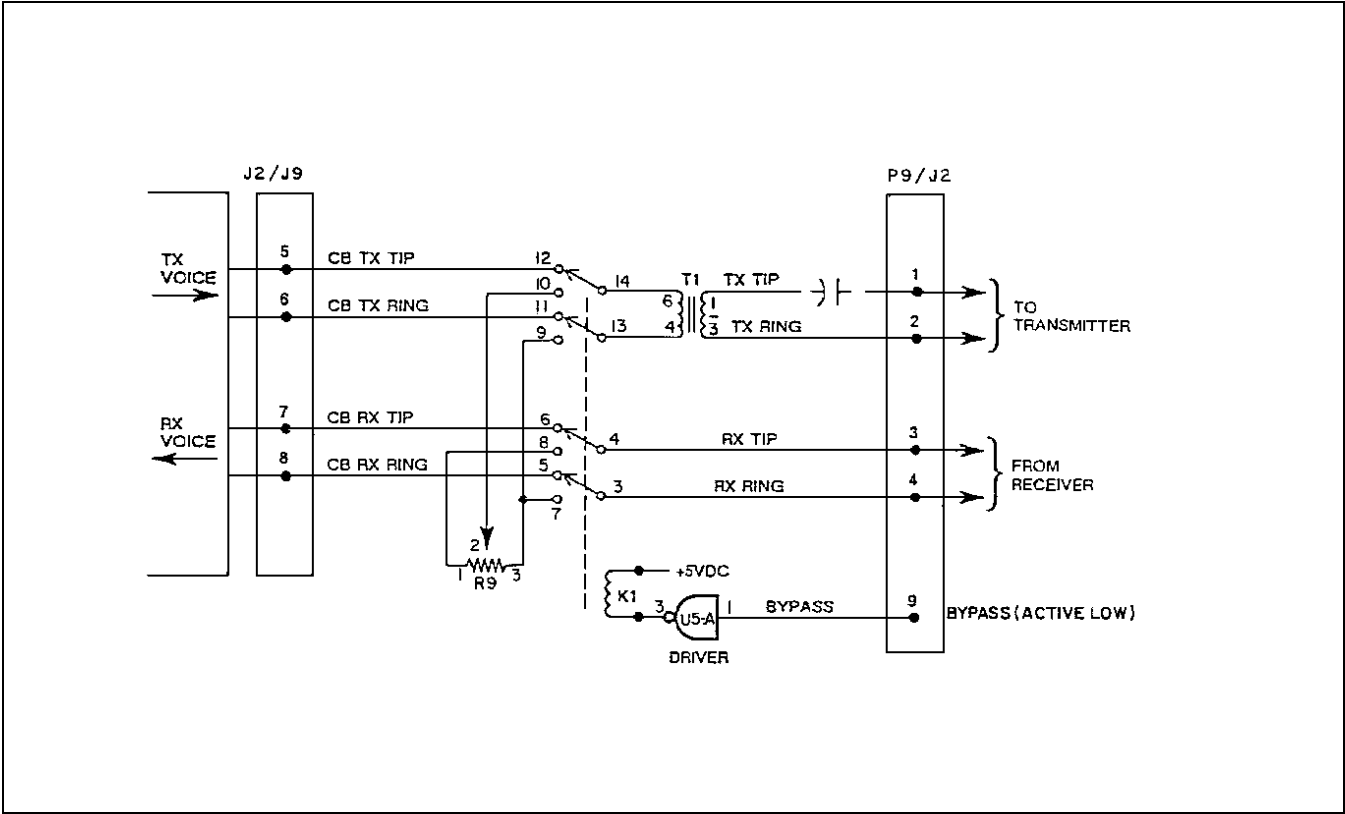 J2/J9
P9/J2
TX
VOICE
5
CB TX TIP
12
14
T1
TX TIP
1
10
6
1
TO
TRANSMITTER
6
CB TX RING
11
13
4
3
TX RING
2
9
RX
VOICE
7
CB RX TIP
6
4
RX TIP
3
8
8
CB RX RING
5
3
RX RING
4
FROM
RECEIVER
7
2
1
R9
3
+5VDC
K1
3
U5-A
1
BYPASS
9
BYPASS(ACTIVE LOW)
DRIVER